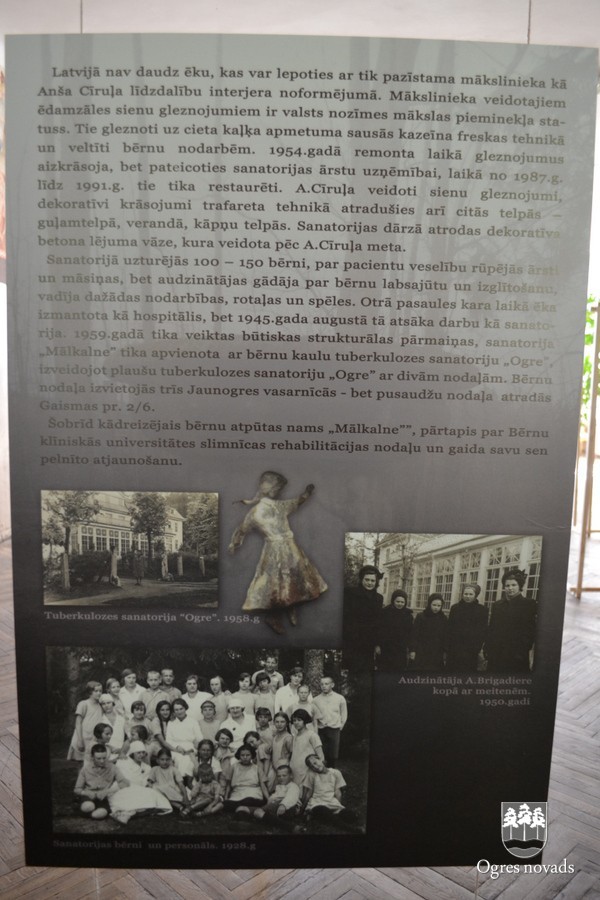 Latvijā nav daudz ēku, kas var lepoties ar tik pazīstama mākslinieka kā
Anša Cīruļa līdzdalību interjera noformējumā. Mākslinieka veidotajiem
ēdamzāles sienu gleznojumiem ir valsts nozīmes mākslas pieminekļa sta-
tuss. Tie gleznoti uz cieta kaļķa apmetuma sausās kazeīna freskas tehnikā
un veltīti bērnu nodarbēm. 1954.gadā remonta laikā gleznojumus
aizkrāsoja, bet pateicoties sanatorijas ārstu uzņēmībai, laikā no 1987.g.
līdz 1991.g. tie tika restaurēti. A.Cīruļa veidoti sienu gleznojumi,
dekoratīvi krāsojumi trafareta tehnikā atradušies arī citās telpās –
guļamtelpā, verandā, kāpņu telpās. Sanatorijas dārzā atrodas dekoratīva
betona lējuma vāze, kura veidota pēc A.Cīruļa meta.
Sanatorijā uzturējās 100 – 150 bērni, par pacientu veselību rūpējās ārsti
un māsiņas, bet audzinātājas gādāja par bērnu labsajūtu un izglītošanu,
vadīja dažādas nodarbības, rotaļas un spēles. Otrā pasaules kara laikā ēka
izmantota kā hospitālis, bet 1945.gada augustā tā atsāka darbu kā sanato-
rija. 1959.gadā tika veiktas būtiskas strukturālas pārmaiņas, sanatorija
„Mālkalne” tika apvienota ar bērnu kaulu tuberkulozes sanatoriju „Ogre”,
izveidojot plaušu tuberkulozes sanatoriju „Ogre” ar divām nodaļām. Bērnu
nodaļa izvietojās trīs Jaunogres vasarnīcās - bet pusaudžu nodaļa atradās
Gaismas pr. 2/6.
Šobrīd kādreizējais bērnu atpūtas nams „Mālkalne””, pārtapis par Bērnu
kliniskās universitātes slimnīcas rehabilitācijas nodaļu un gaida savu sen
pelnīto atjaunošanu.
Tuberkulozes sanatorija “Ogre”. 1958.g
Audzinātāja A.Brigadiere
kopā ar meitenēm.
1950.gadi
Sanatorijas bērni un personāls. 1928.g
Ogres novads